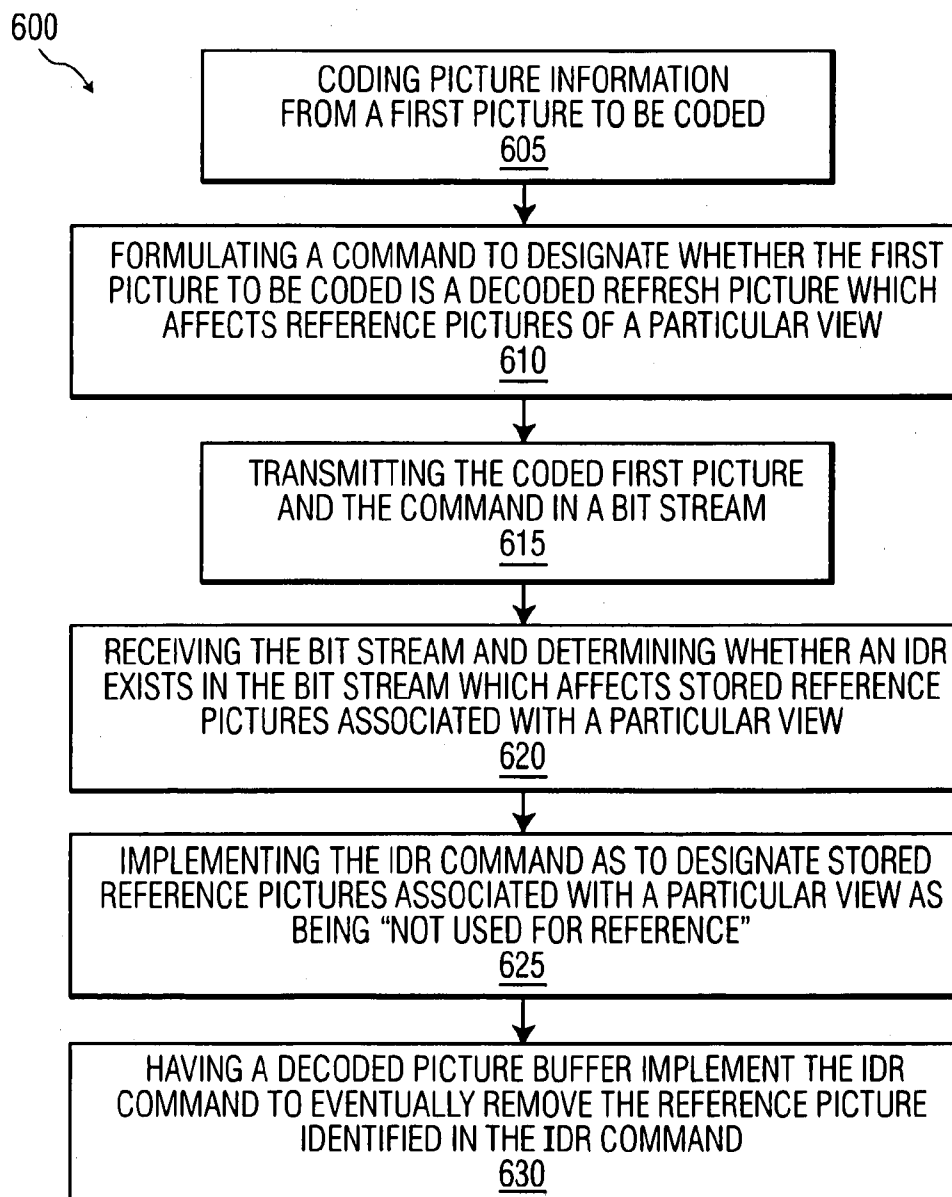 600
CODING PICTURE INFORMATION
FROM A FIRST PICTURE TO BE CODED
605
FORMULATING A COMMAND TO DESIGNATE WHETHER THE FIRST
PICTURE TO BE CODED IS A DECODED REFRESH PICTURE WHICH
AFFECTS REFERENCE PICTURES OF A PARTICULAR VIEW
610
TRANSMITTING THE CODED FIRST PICTURE
AND THE COMMAND IN A BIT STREAM
615
RECEIVING THE BIT STREAM AND DETERMINING WHETHER AN IDR
EXISTS IN THE BIT STREAM WHICH AFFECTS STORED REFERENCE
PICTURES ASSOCIATED WITH A PARTICULAR VIEW
620
IMPLEMENTING THE IDR COMMAND AS TO DESIGNATE STORED
REFERENCE PICTURES ASSOCIATED WITH A PARTICULAR VIEW AS
BEING “NOT USED FOR REFERENCE”
625
HAVING A DECODED PICTURE BUFFER IMPLEMENT THE IDR
COMMAND TO EVENTUALLY REMOVE THE REFERENCE PICTURE
IDENTIFIED IN THE IDR COMMAND
630